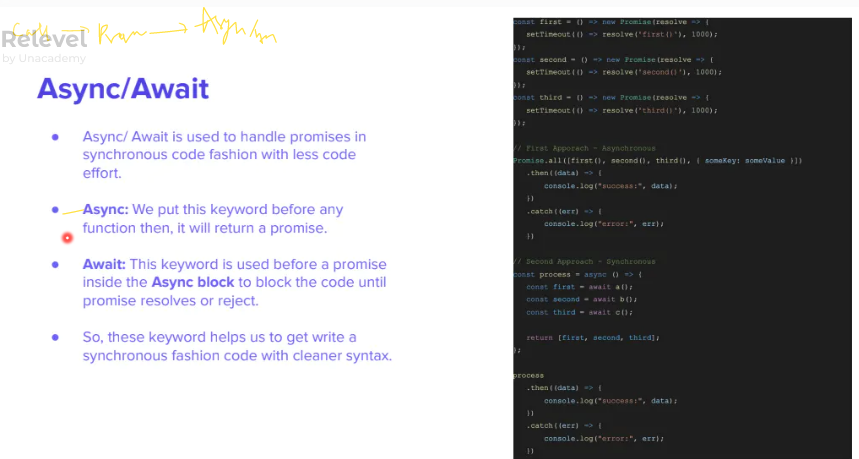 Relevel
by Unacademy
Async/Await
Async/ Await is used to handle promises in
synchronous code fashion with less code
effort.
Async: We put this keyword before any
function then, it will return a promise.
Await: This keyword is used before a promise
inside the Async block to block the code until
promise resolves or reject.
So, these keyword helps us to get write a
synchronous fashion code with cleaner syntax.
const first = () => new Promise(resolve => {
setTimeout(() => resolve('first()'), 1000);
});
const second = () => new Promise(resolve => {
setTimeout(() => resolve('second()'), 1000);
});
const third = () => new Promise(resolve => {
setTimeout(() => resolve('third()'), 1000);
});
// First Apporach - Asynchronous
Promise.all([first(), second(), third(), { someKey: someValue }])
.then((data) => {
console.log("success:", data);
})
.catch((err) => {
console.log("error:", err);
})
// Second Approach - Synchronous
const process = async () => {
const first = await a();
const second = await b();
const third = await c();
return [first, second, third];
};
process
.then((data) => {
console.log("success:", data);
})
.catch((err) => {
console.log("error:", err);
})